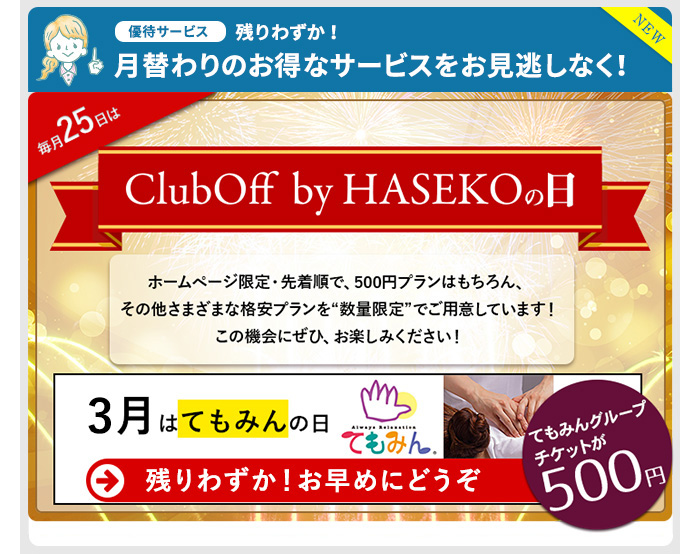 優待サービス 残りわずか！
月替わりのお得なサービスをお見逃しなく！
NEW
毎月25日は
ClubOff by HASEKOの日
ホームページ限定・先着順で、500円プランはもちろん、
その他さまざまな格安プランを“数量限定”でご用意しています！
この機会にぜひ、お楽しみください！
3月はてもみんの日
Always Relaxation
てもみん。
残りわずか！お早めにどうぞ
てもみんグループ
チケットが
500円